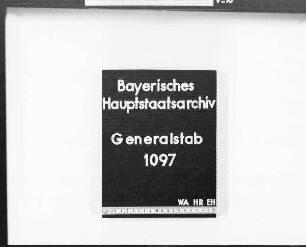 Bayerisches
Hauptstaatsarchiv
Generalstab
1097
WA HR EH